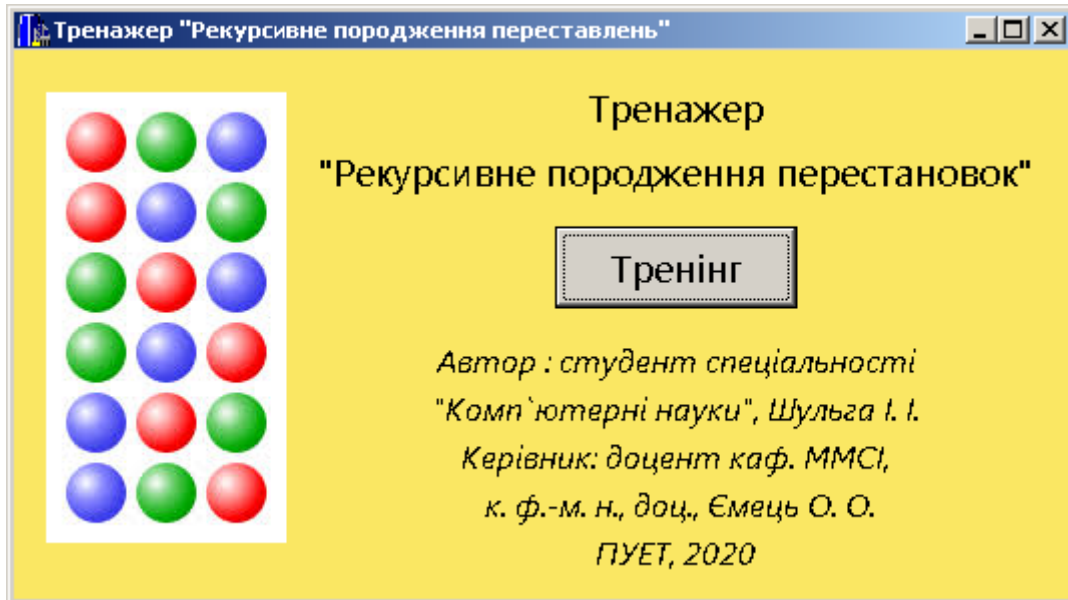 Тренажер "Рекурсивне породження переставлень"
Тренажер
"Рекурсивне породження перестановок"
Тренінг
Автор : студент спеціальності
"Комп`ютерні науки", Шульга І. І.
Керівник: доцент каф. ММСІ,
к. ф.-м. н., доц., Ємець О. О.
ПУЕТ, 2020